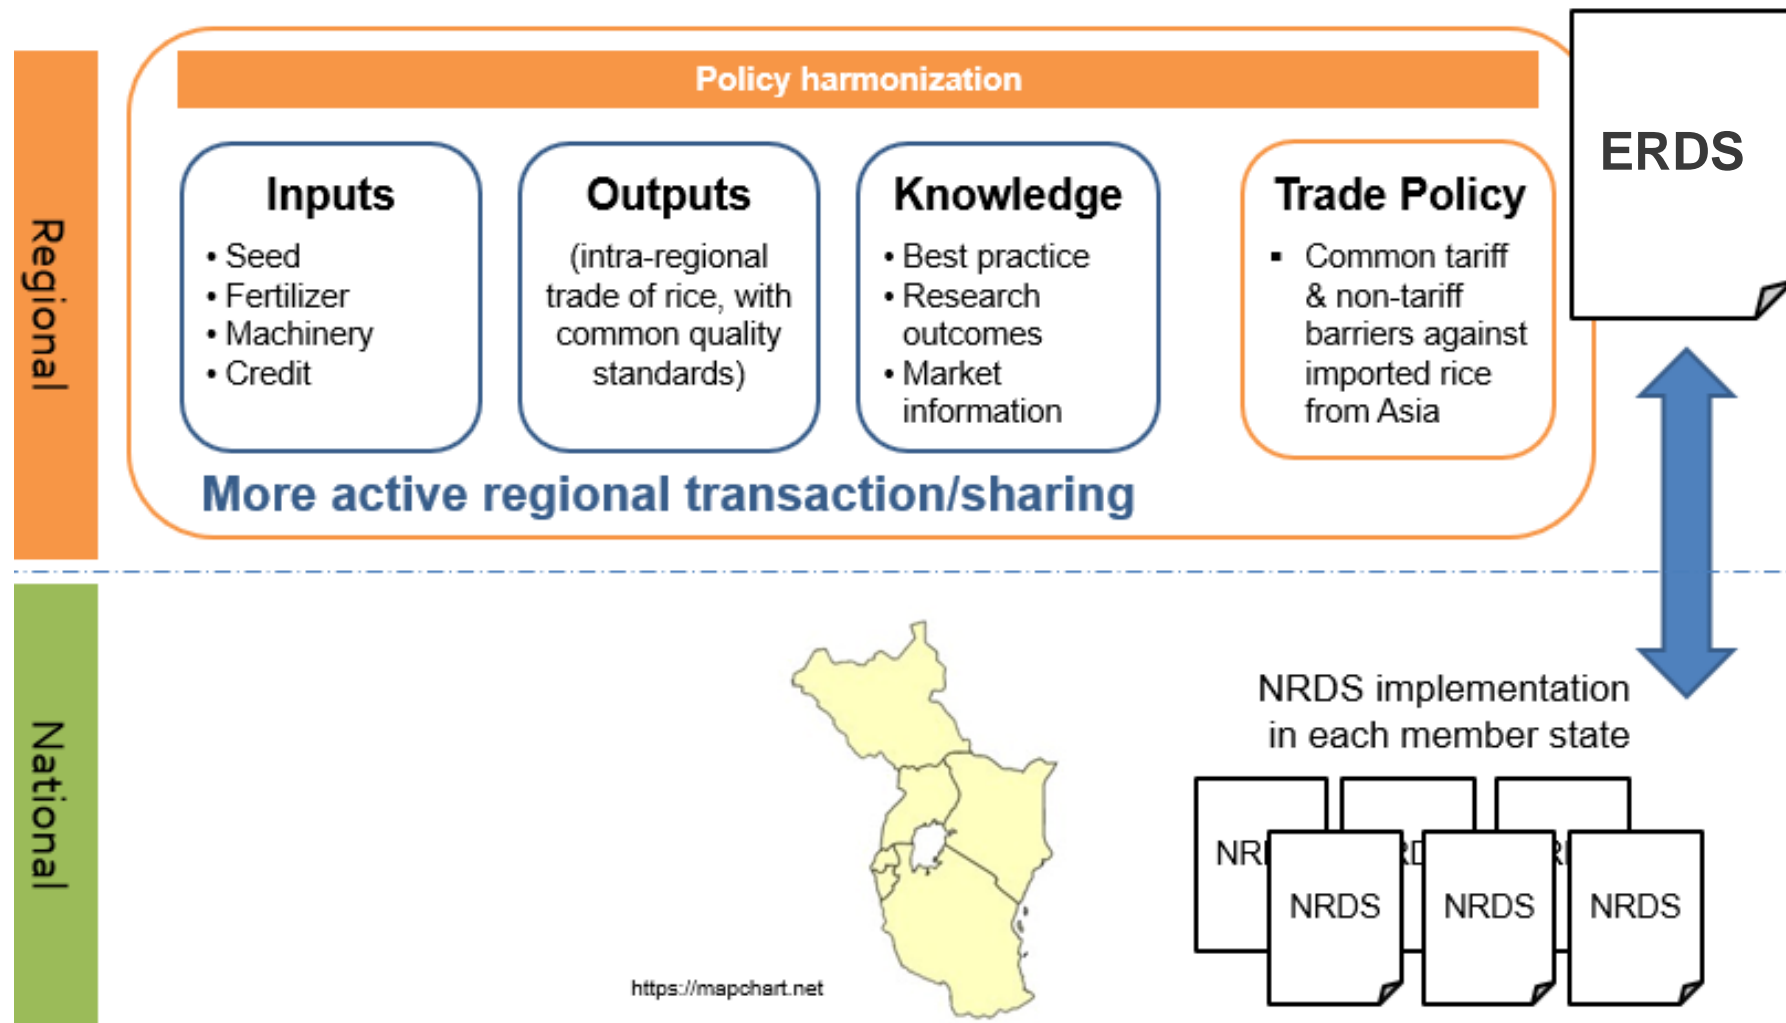 Regional
Policy harmonization
ERDS
Inputs
• Seed
• Fertilizer
• Machinery
• Credit
Outputs
(intra-regional
trade of rice, with
common quality
standards)
Knowledge
• Best practice
• Research
outcomes
• Market
information
Trade Policy
▪ Common tariff
& non-tariff
barriers against
imported rice
from Asia
More active regional transaction/sharing
National
NRDS implementation
in each member state
NRDS
NRDS
NRDS
https://mapchart.net